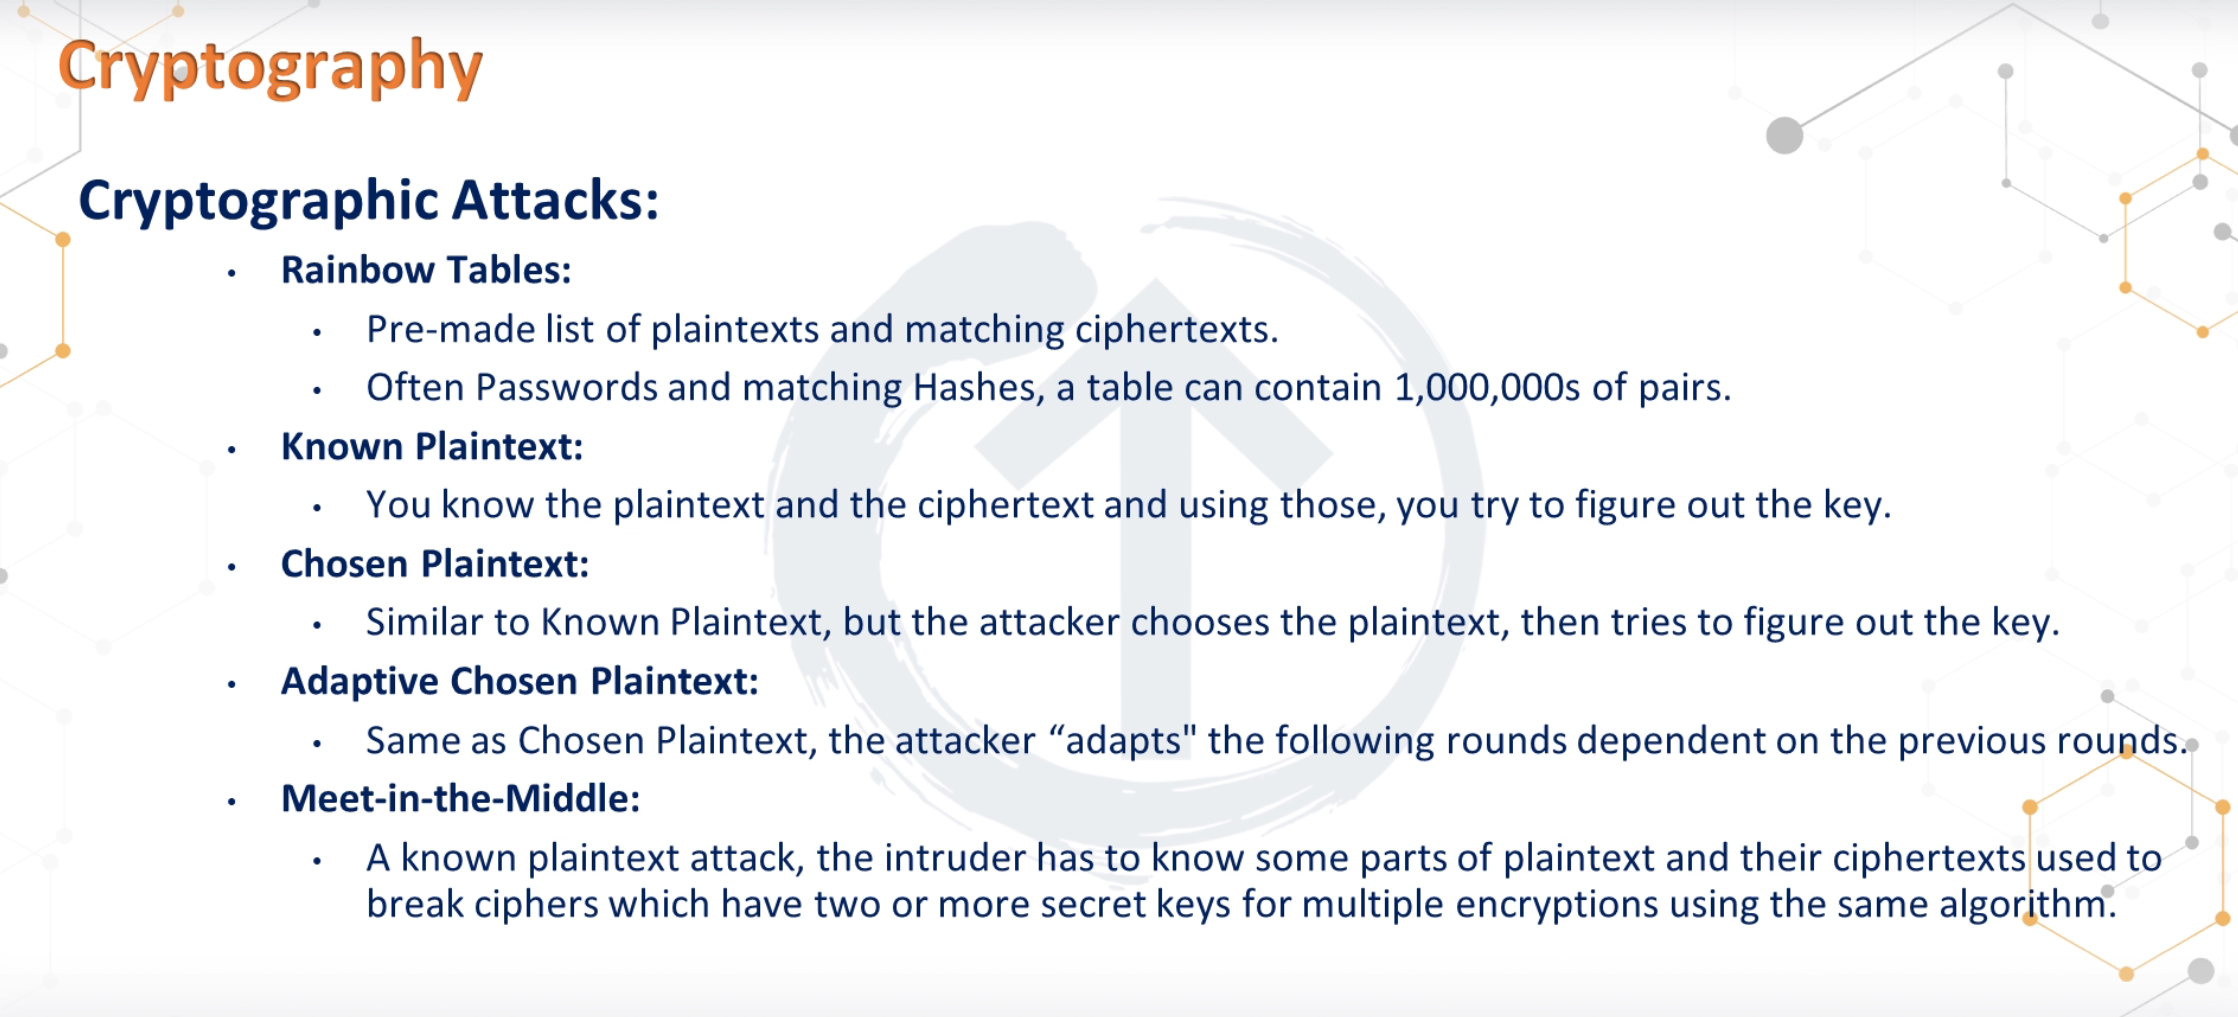 Cryptography
Cryptographic Attacks:
• Rainbow Tables:
• Pre-made list of plaintexts and matching ciphertexts.
• Often Passwords and matching Hashes, a table can contain 1,000,000s of pairs.
• Known Plaintext:
• You know the plaintext and the ciphertext and using those, you try to figure out the key.
• Chosen Plaintext:
• Similar to Known Plaintext, but the attacker chooses the plaintext, then tries to figure out the key.
• Adaptive Chosen Plaintext:
• Same as Chosen Plaintext, the attacker “adapts" the following rounds dependent on the previous rounds.
• Meet-in-the-Middle:
• A known plaintext attack, the intruder has to know some parts of plaintext and their ciphertexts used to
break ciphers which have two or more secret keys for multiple encryptions using the same algorithm.